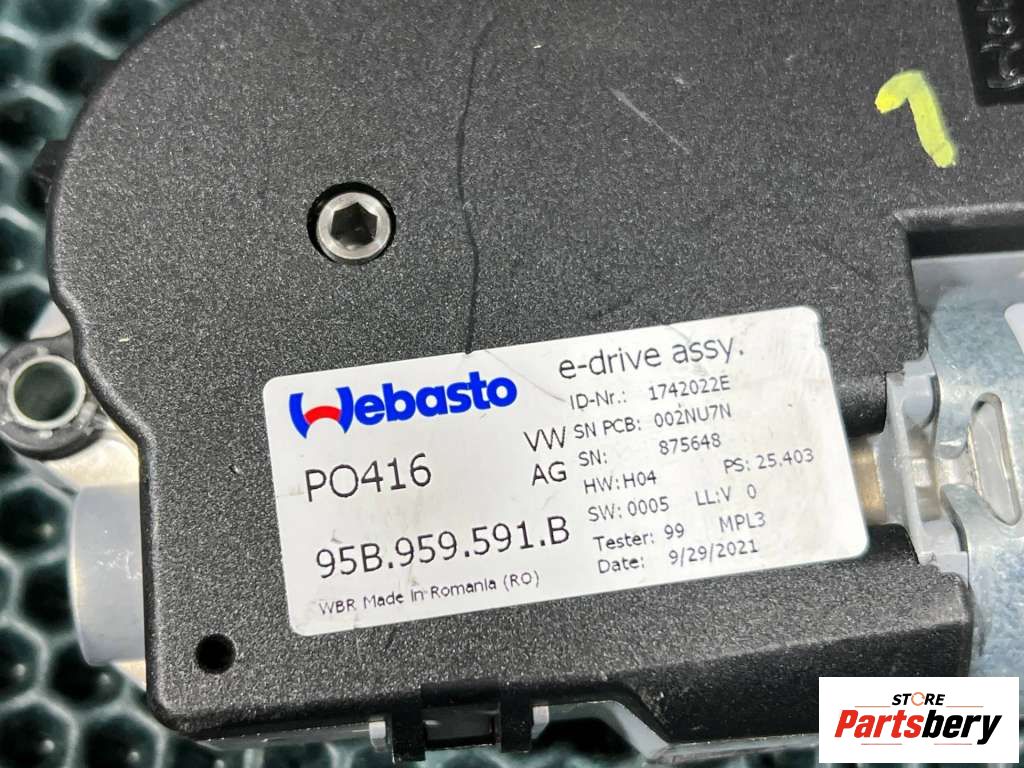 Webasto
PO416
VW
AG
95B.959.591.B
WBR Made in Romania (RO)
e-drive assy.
ID-Nr.: 1742022E
SN PCB: 002NU7N
SN: 875648
HW: H04 PS: 25.403
SW: 0005 LL:V 0
Tester: 99 MPL3
Date: 9/29/2021
1
STORE
Partsbery